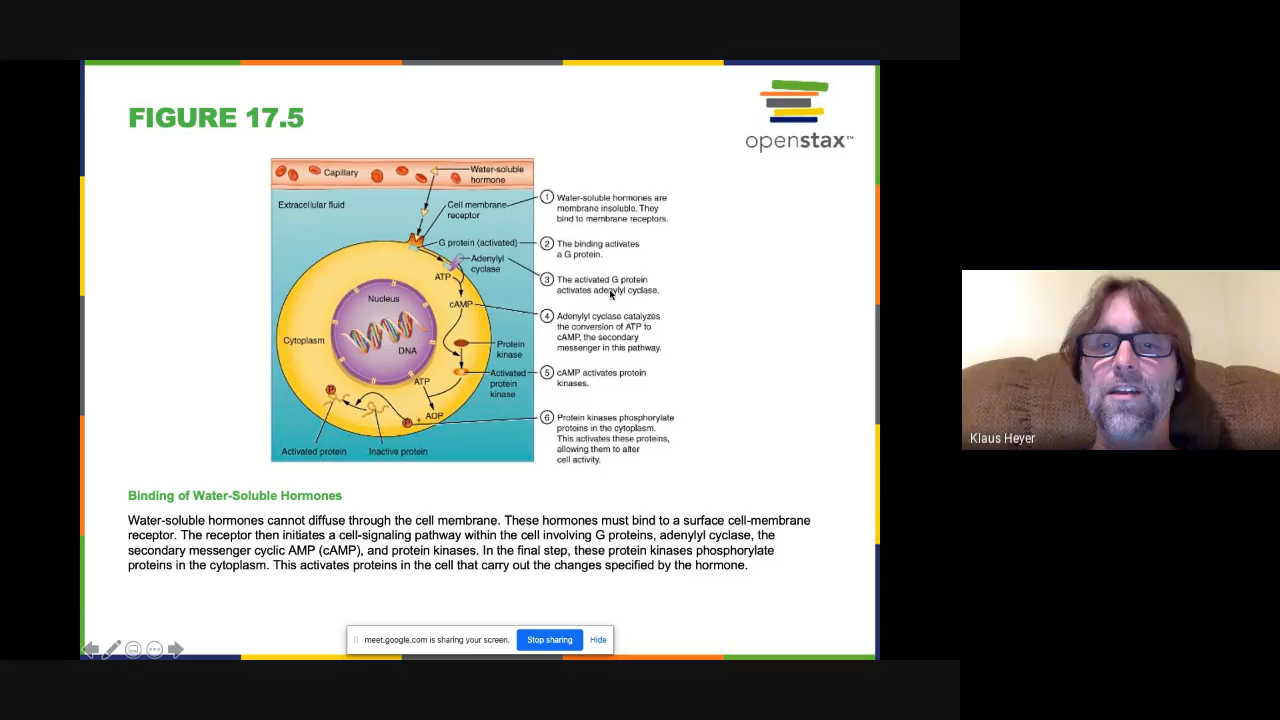 FIGURE 17.5
openstax™
Capillary
Water-soluble
hormone
Extracellular fluid
Cell membrane
receptor
G protein (activated)
Adenylyl
cyclase
ATP
Nucleus
cAMP
Cytoplasm
DNA
Protein
kinase
ATP
Activated
protein
kinase
ADP
P
P
Activated protein
Inactive protein
1 Water-soluble hormones are
membrane insoluble. They
bind to membrane receptors.
2 The binding activates
a G protein.
3 The activated G protein
activates adenylyl cyclase.
4 Adenylyl cyclase catalyzes
the conversion of ATP to
cAMP, the secondary
messenger in this pathway.
5 cAMP activates protein
kinases.
6 Protein kinases phosphorylate
proteins in the cytoplasm.
This activates these proteins,
allowing them to alter
cell activity.
Binding of Water-Soluble Hormones
Water-soluble hormones cannot diffuse through the cell membrane. These hormones must bind to a surface cell-membrane
receptor. The receptor then initiates a cell-signaling pathway within the cell involving G proteins, adenylyl cyclase, the
secondary messenger cyclic AMP (cAMP), and protein kinases. In the final step, these protein kinases phosphorylate
proteins in the cytoplasm. This activates proteins in the cell that carry out the changes specified by the hormone.
meet.google.com is sharing your screen. Stop sharing Hide
Klaus Heyer